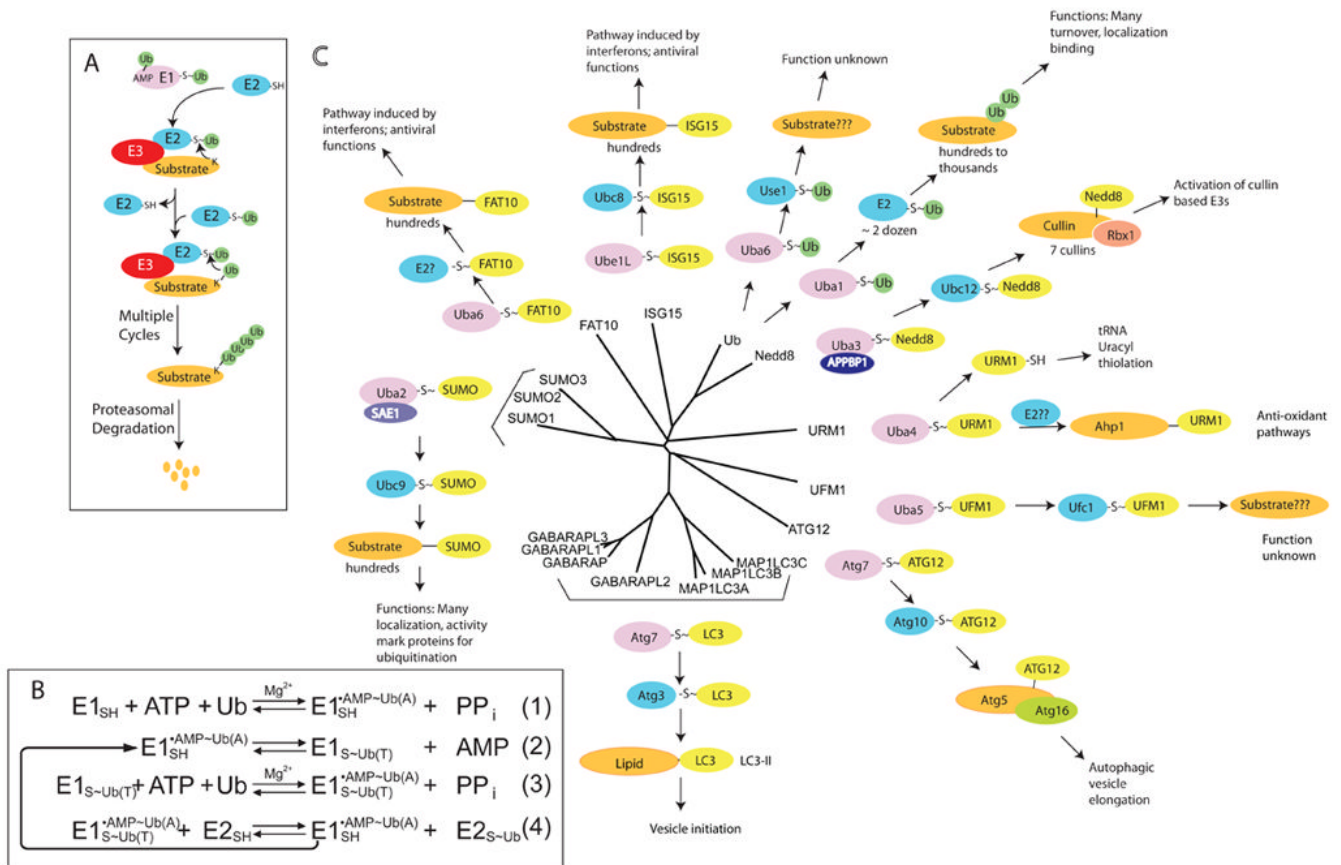 A
Ub
AMP E1 -S~Ub
E2 -SH
E2 -S~Ub
E3
K
Substrate
E2 -SH
E2 -S~Ub
E2 -S~Ub
E3
Ub
K
Substrate
Multiple
Cycles
Ub Ub Ub Ub
K
Substrate
Proteasomal
Degradation
C
Pathway induced by
interferons; antiviral
functions
Substrate FAT10
hundreds
E2? -S~ FAT10
Uba6 -S~ FAT10
Pathway induced by
interferons; antiviral
functions
Substrate ISG15
hundreds
Ubc8 -S~ ISG15
Ube1L -S~ ISG15
Function unknown
Substrate???
Use1 -S~Ub
Uba6 -S~Ub
Functions: Many
turnover, localization
binding
Ub
Ub
Substrate
hundreds to
thousands
E2 -S~Ub
~ 2 dozen
Uba1 -S~Ub
Activation of cullin
based E3s
Nedd8
Cullin Rbx1
7 cullins
Ubc12 -S~ Nedd8
Uba3 -S~ Nedd8
APPBP1
tRNA
Uracyl
thiolation
URM1 -SH
Uba4 -S~ URM1
E2??
Ahp1 URM1
Anti-oxidant
pathways
Uba5 -S~ UFM1
Ufc1 -S~ UFM1
Substrate???
Function
unknown
Atg7 -S~ ATG12
Atg10 -S~ ATG12
ATG12
Atg5
Atg16
Autophagic
vesicle
elongation
Uba2 -S~ SUMO
SAE1
Ubc9 -S~ SUMO
Substrate SUMO
hundreds
Functions: Many
localization, activity
mark proteins for
ubiquitination
FAT10
ISG15
Ub
Nedd8
URM1
UFM1
ATG12
MAP1LC3C
MAP1LC3B
MAP1LC3A
GABARAPL2
GABARAP
GABARAPL1
GABARAPL3
SUMO1
SUMO2
SUMO3
Atg7 -S~ LC3
Atg3 -S~ LC3
Lipid LC3 LC3-II
Vesicle initiation
B
E1SH + ATP + Ub Mg2+ E1SH•AMP~Ub(A) + PPi (1)
E1SH•AMP~Ub(A) E1S~Ub(T) + AMP (2)
E1S~Ub(T)+ ATP + Ub Mg2+ E1S~Ub(T)•AMP~Ub(A) + PPi (3)
E1S~Ub(T)•AMP~Ub(A) + E2SH E1SH•AMP~Ub(A) + E2S~Ub (4)